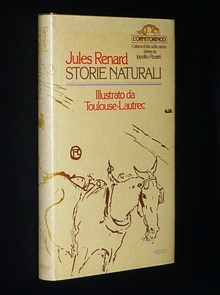 L'ORNITORINCO
Collana di libri sulla natura
diretta da
Ippolito Pizzetti
Jules Renard
STORIE NATURALI
Illustrato da
Toulouse-Lautrec